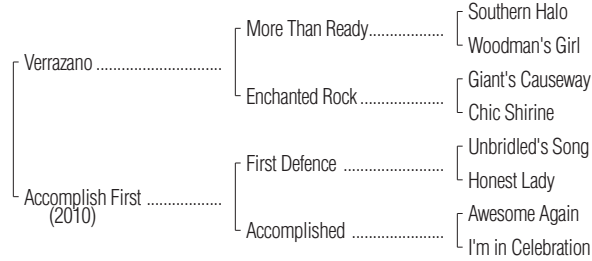 Southern Halo
More Than Ready..................
Woodman's Girl
Verrazano ..............................
Giant's Causeway
Enchanted Rock ....................
Chic Shirine
Unbridled's Song
First Defence ........................
Honest Lady
Accomplish First ..................
(2010)
Awesome Again
Accomplished ......................
I'm in Celebration